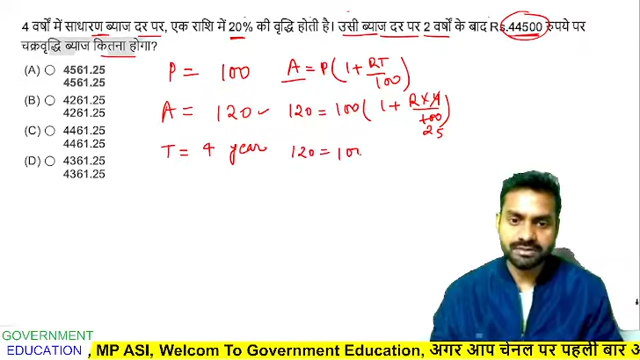 4 वर्षों में साधारण ब्याज दर पर, एक राशि में 20% की वृद्धि होती है। उसी ब्याज दर पर 2 वर्षों के बाद Rs.44500 रुपये पर
चक्रवृद्धि ब्याज कितना होगा?
(A) 4561.25
4561.25
(B) 4261.25
4261.25
(C) 4461.25
4461.25
(D) 4361.25
4361.25
P = 100 A = P(1 + RT/100)
A = 120 120 = 100(1 + R×4/100)
25
T = 4 year 120 = 100
GOVERNMENT
EDUCATION
, MP ASI, Welcome To Government Education, अगर आप चेनल पर पहली बार अ